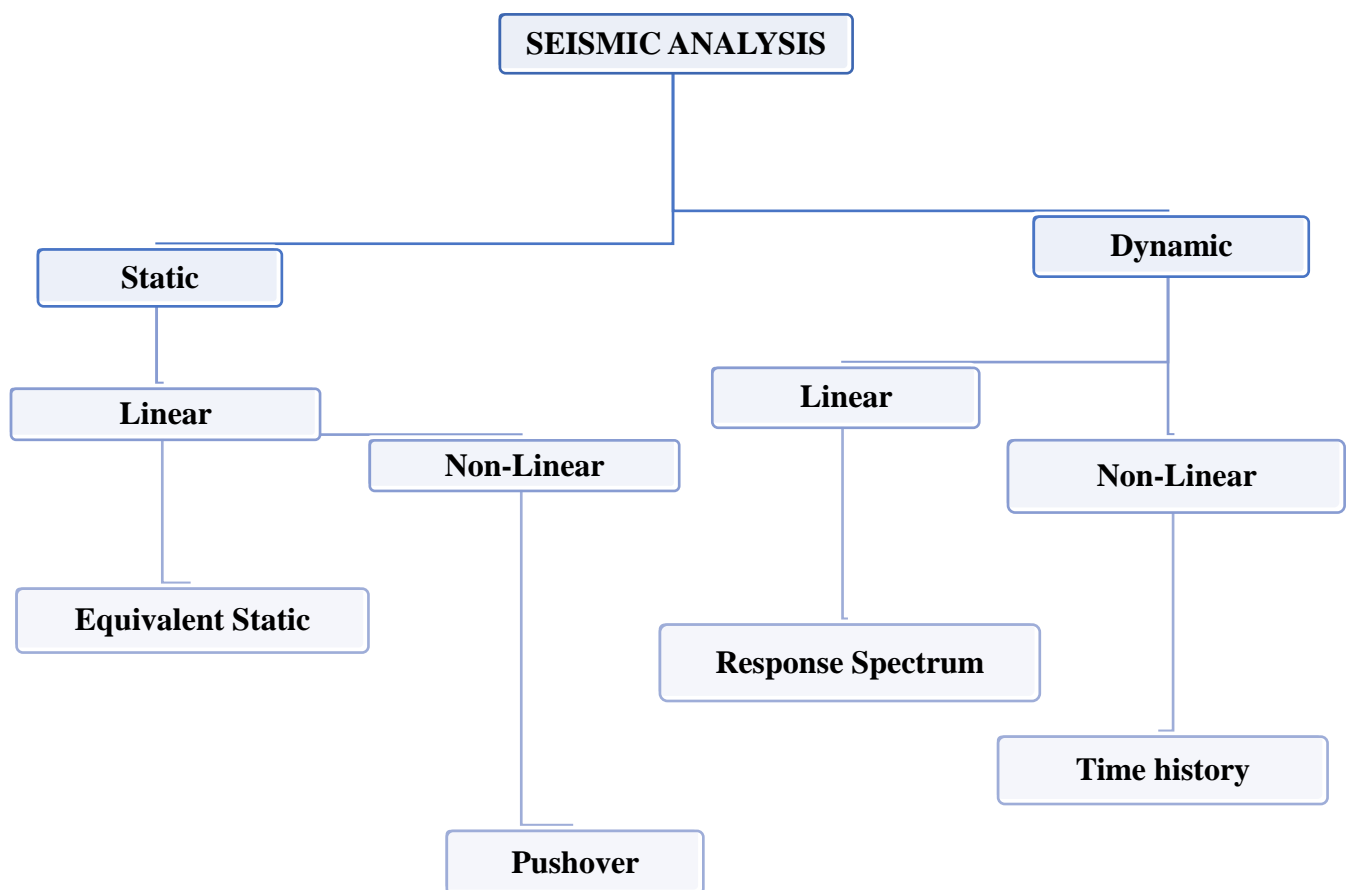 SEISMIC ANALYSIS
Static
Dynamic
Linear
Non-Linear
Linear
Non-Linear
Equivalent Static
Response Spectrum
Time history
Pushover